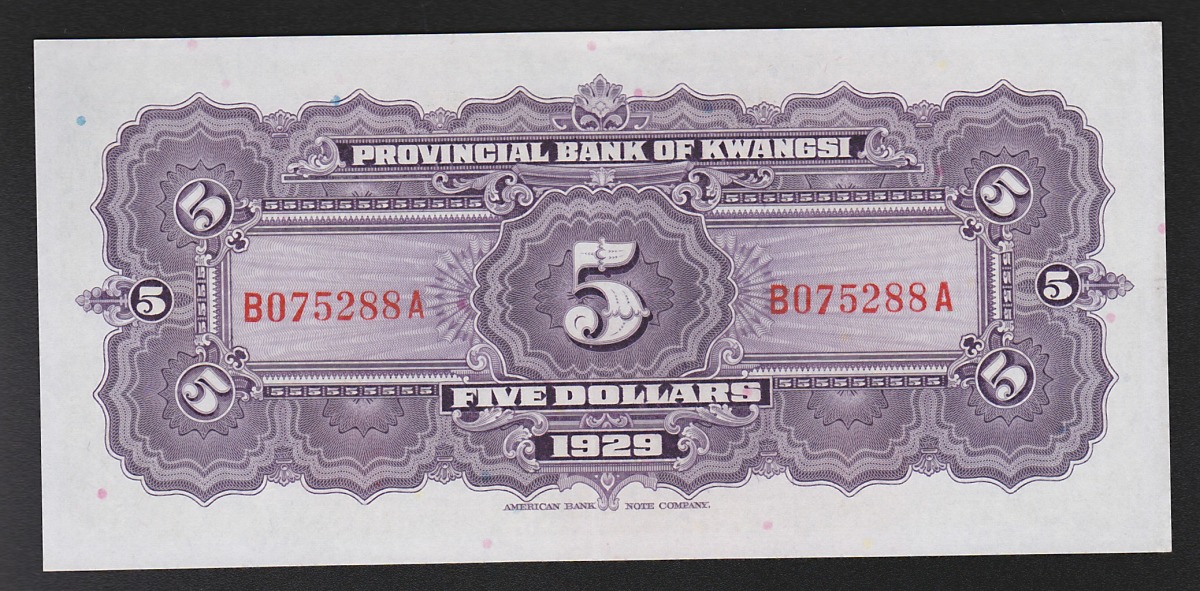 PROVINCIAL BANK OF KWANGSI
5 5
5 5 5
B075288A B075288A
5 5
FIVE DOLLARS
1929
AMERICAN BANK NOTE COMPANY.